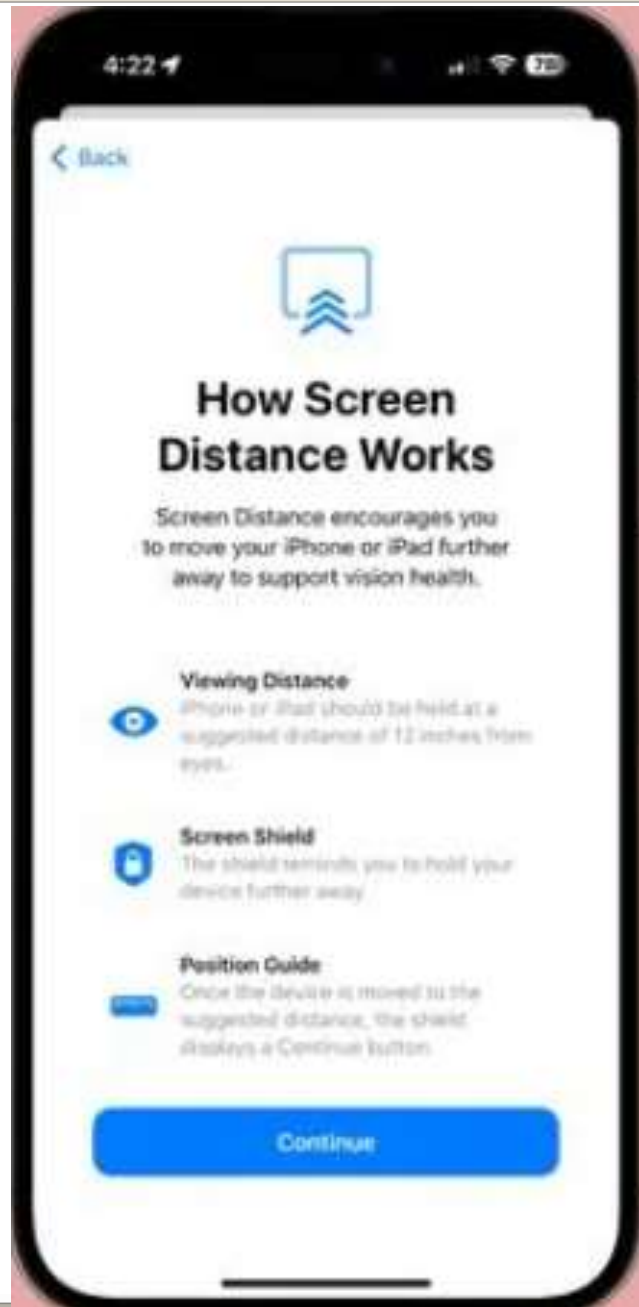 4:22
Back
How Screen
Distance Works
Screen Distance encourages you
to move your iPhone or iPad further
away to support vision health.
Viewing Distance
iPhone or iPad should be held at a
suggested distance of 12 inches from
eyes.
Screen Shield
The shield reminds you to hold your
device further away.
Position Guide
Once the device is moved to the
suggested distance, the shield
displays a Continue button.
Continue